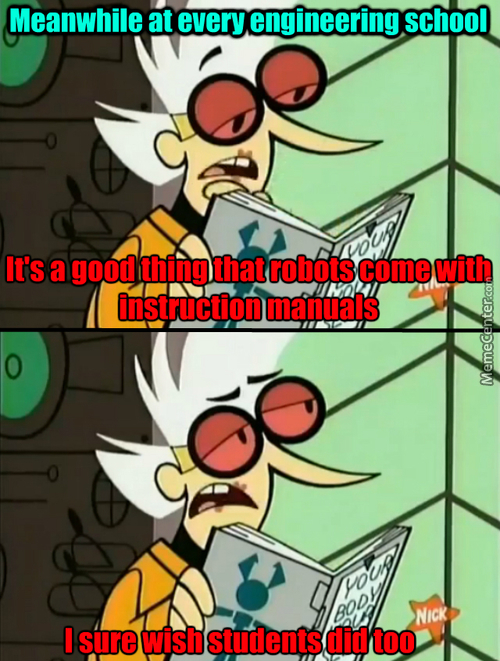 Meanwhile at every engineering school
YOUR
It's a good thing that robots come with
instruction manuals
MemeCenter.com
YOUR
BODY
NICK
I sure wish students did too